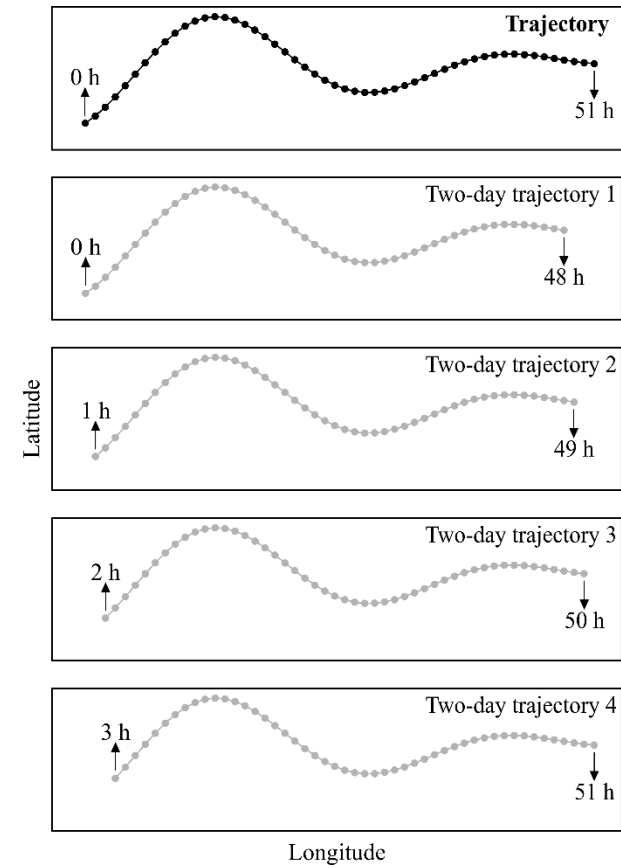 Trajectory
0 h
51 h
Two-day trajectory 1
0 h
48 h
Two-day trajectory 2
1 h
49 h
Two-day trajectory 3
2 h
50 h
Two-day trajectory 4
3 h
51 h
Latitude
Longitude